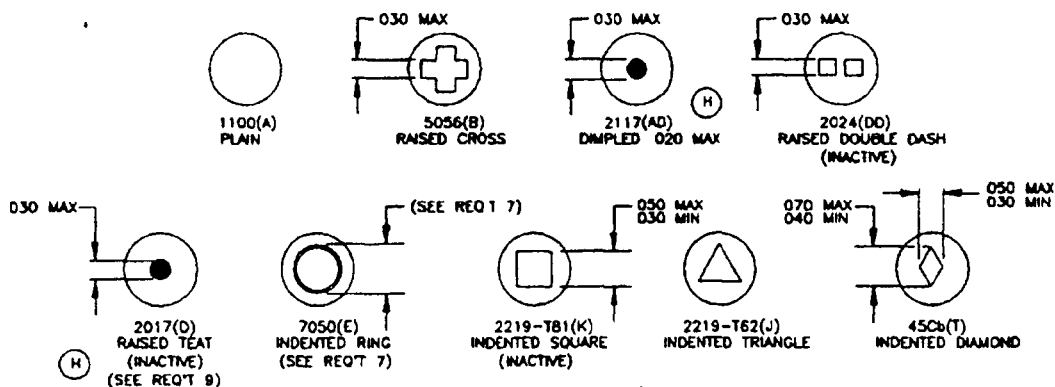 030 MAX
030 MAX
030 MAX
H
1100(A)
PLAIN
5056(B)
RAISED CROSS
2117(AD)
DIMPLED 020 MAX
2024(DD)
RAISED DOUBLE DASH
(INACTIVE)
030 MAX
(SEE REQ'T 7)
050 MAX
030 MIN
070 MAX
040 MIN
050 MAX
030 MIN
2017(D)
RAISED TEAT
(INACTIVE)
(SEE REQ'T 9)
H
7050(E)
INDENTED RING
(SEE REQ'T 7)
2219-T81(K)
INDENTED SQUARE
(INACTIVE)
2219-T62(J)
INDENTED TRIANGLE
45Cb(T)
INDENTED DIAMOND